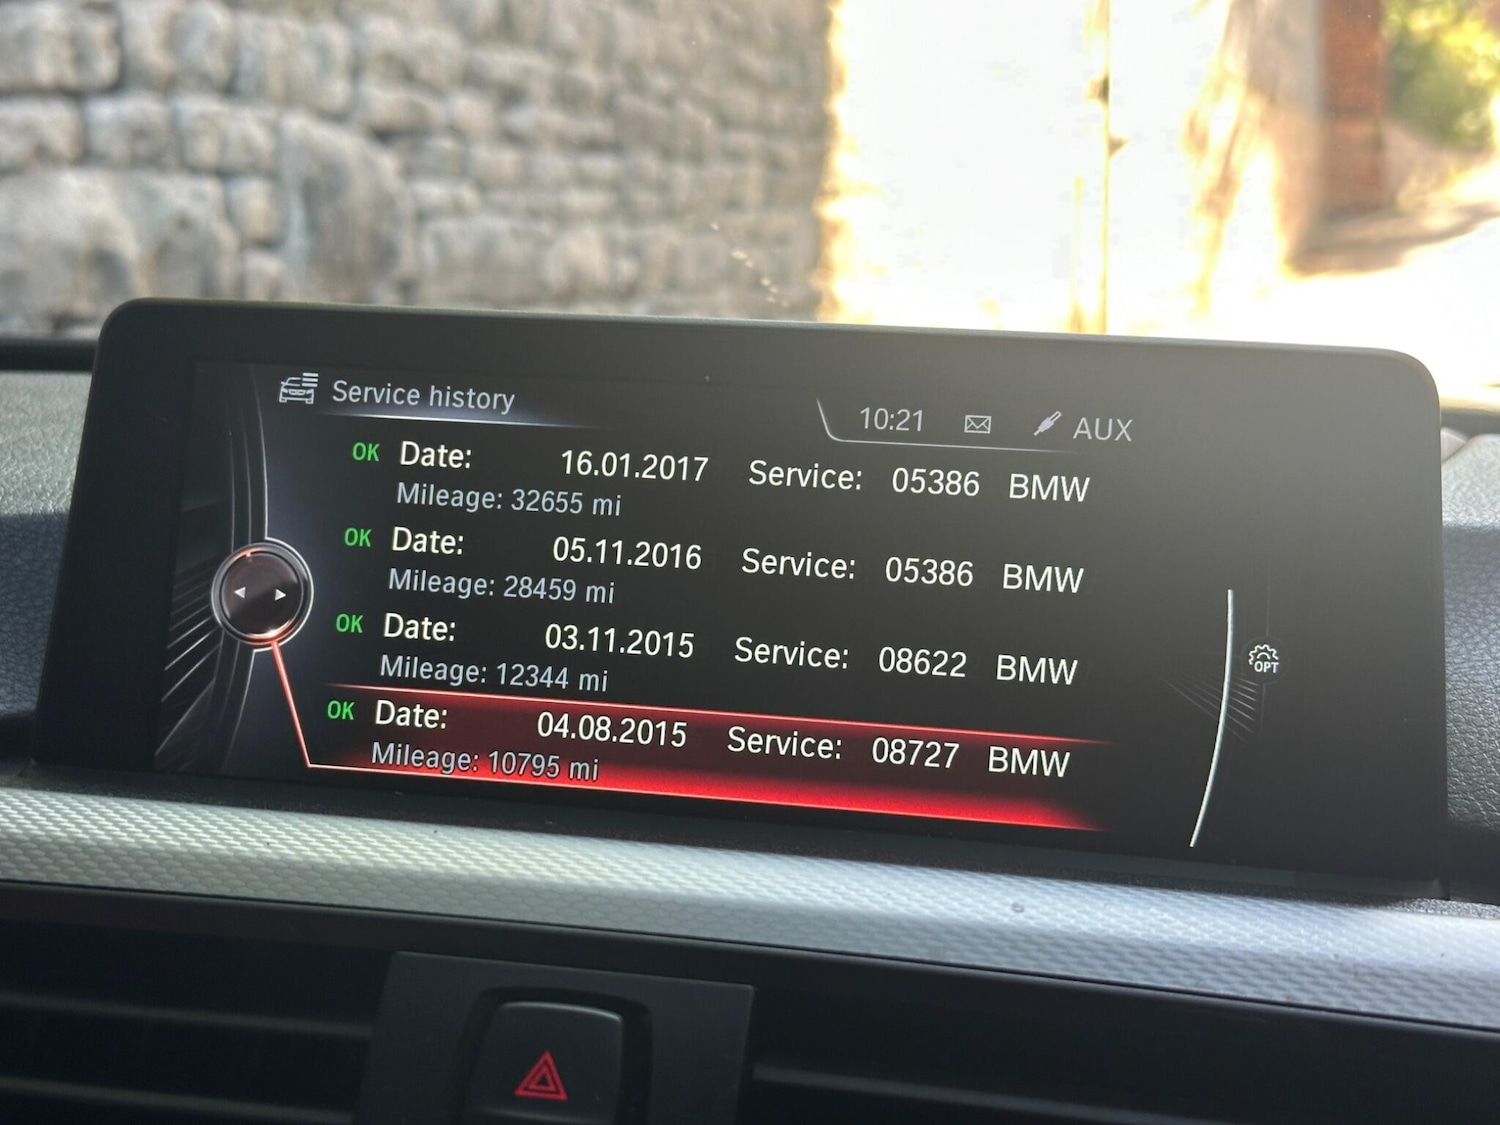 Service history
10:21 AUX
OK Date: 16.01.2017 Service: 05386 BMW
Mileage: 32655 mi
OK Date: 05.11.2016 Service: 05386 BMW
Mileage: 28459 mi
OK Date: 03.11.2015 Service: 08622 BMW
Mileage: 12344 mi
OK Date: 04.08.2015 Service: 08727 BMW
Mileage: 10795 mi
OPT